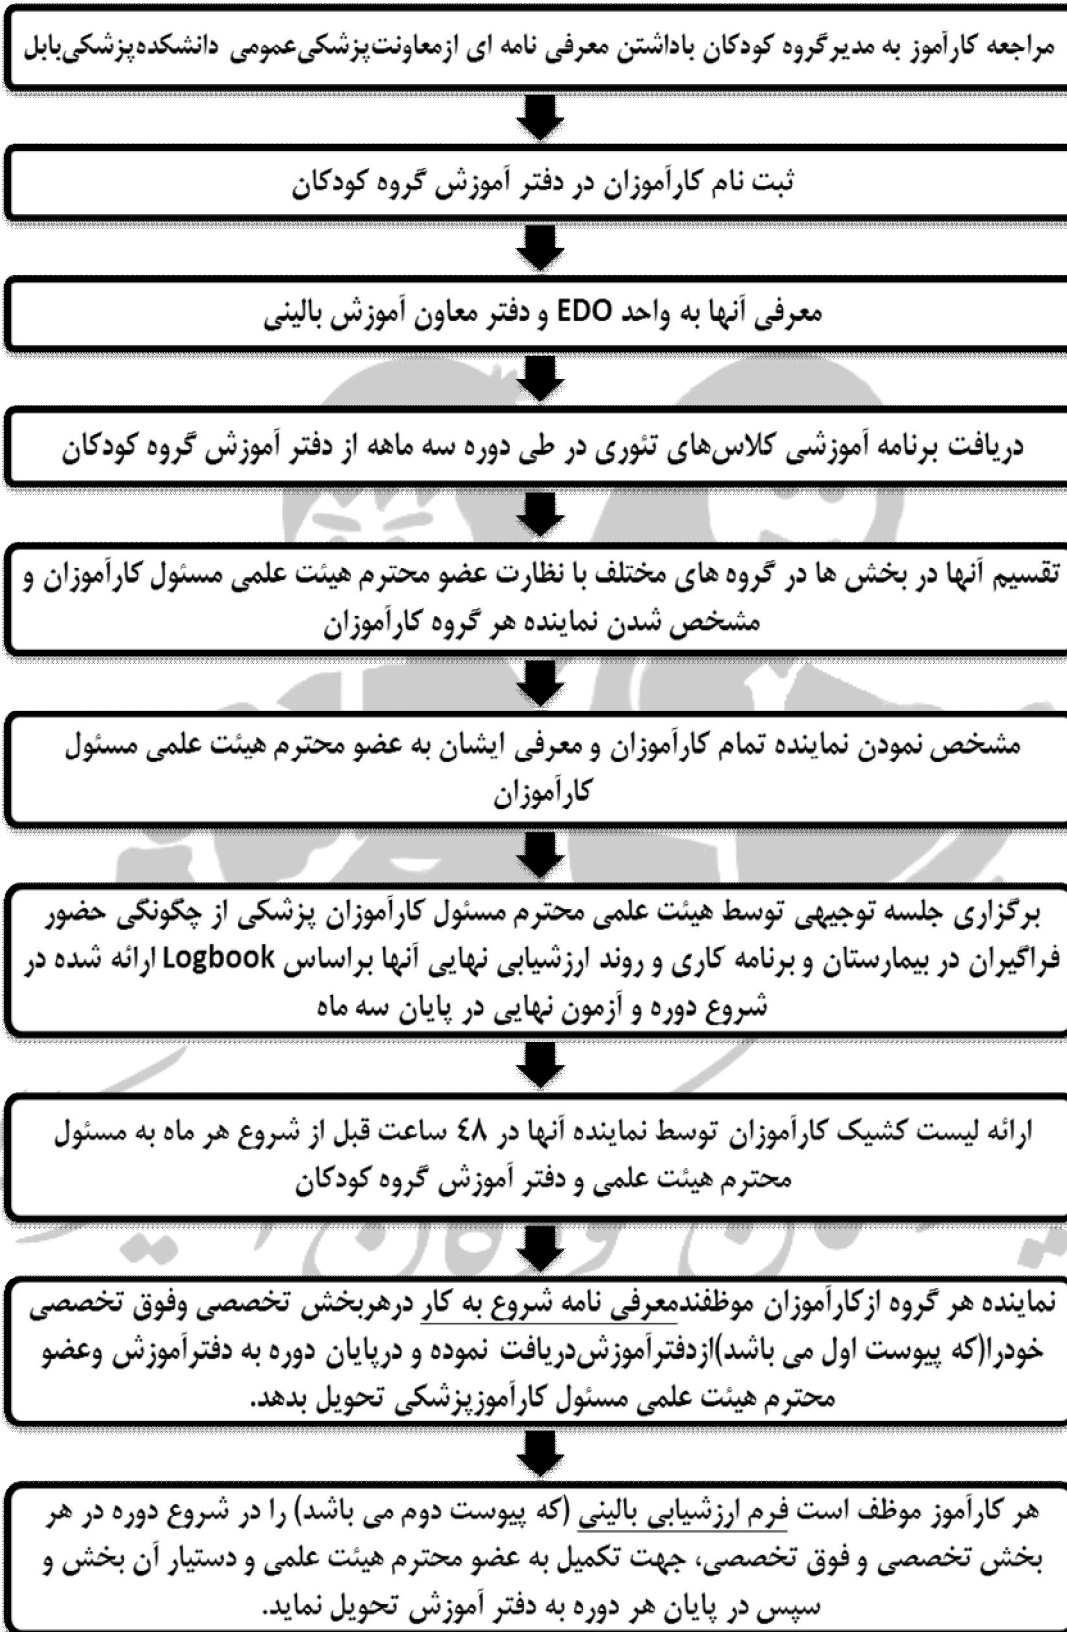 مراجعه کارآموز به مدیرگروه کودکان باداشتن معرفی نامه ای ازمعاونت‌پزشکی‌عمومی دانشکده‌پزشکی‌بابل
ثبت نام کارآموزان در دفتر آموزش گروه کودکان
معرفی آنها به واحد EDO و دفتر معاون آموزش بالینی
دریافت برنامه آموزشی کلاس‌های تئوری در طی دوره سه ماهه از دفتر آموزش گروه کودکان
تقسیم آنها در بخش ها در گروه های مختلف با نظارت عضو محترم هیئت علمی مسئول کارآموزان و
مشخص شدن نماینده هر گروه کارآموزان
مشخص نمودن نماینده تمام کارآموزان و معرفی ایشان به عضو محترم هیئت علمی مسئول
کارآموزان
برگزاری جلسه توجیهی توسط هیئت علمی محترم مسئول کارآموزان پزشکی از چگونگی حضور
فراگیران در بیمارستان و برنامه کاری و روند ارزشیابی نهایی آنها براساس Logbook ارائه شده در
شروع دوره و آزمون نهایی در پایان سه ماه
ارائه لیست کشیک کارآموزان توسط نماینده آنها در ٤٨ ساعت قبل از شروع هر ماه به مسئول
محترم هیئت علمی و دفتر آموزش گروه کودکان
نماینده هر گروه ازکارآموزان موظفندمعرفی نامه شروع به کار درهربخش تخصصی وفوق تخصصی
خودرا(که پیوست اول می باشد)ازدفترآموزش‌دریافت نموده و درپایان دوره به دفترآموزش وعضو
محترم هیئت علمی مسئول کارآموزپزشکی تحویل بدهد.
هر کارآموز موظف است فرم ارزشیابی بالینی (که پیوست دوم می باشد) را در شروع دوره در هر
بخش تخصصی و فوق تخصصی، جهت تکمیل به عضو محترم هیئت علمی و دستیار آن بخش و
سپس در پایان هر دوره به دفتر آموزش تحویل نماید.